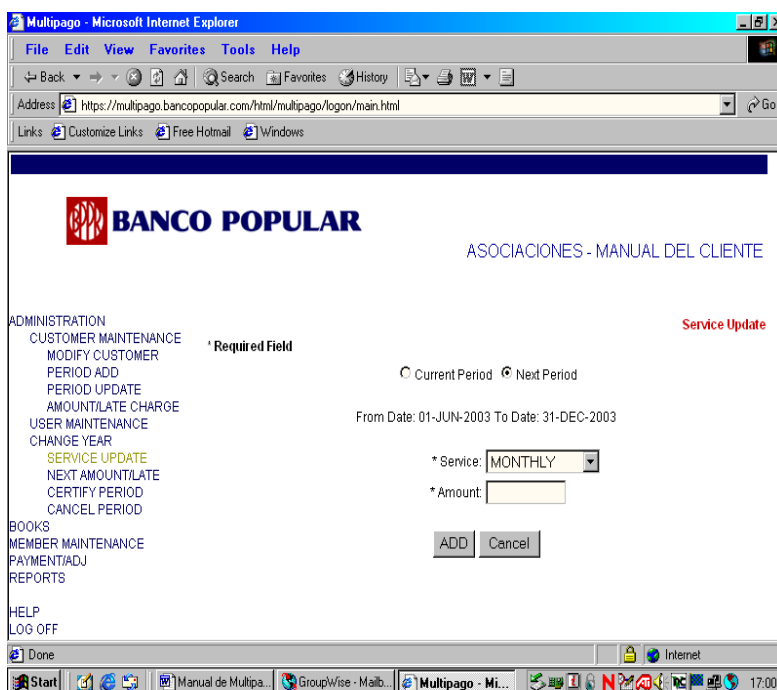 Multipago - Microsoft Internet Explorer
File Edit View Favorites Tools Help
Back Search Favorites History
Address https://multipago.bancopopular.com/html/multipago/logon/main.html Go
Links Customize Links Free Hotmail Windows
BANCO POPULAR
ASOCIACIONES - MANUAL DEL CLIENTE
ADMINISTRATION
CUSTOMER MAINTENANCE
MODIFY CUSTOMER
PERIOD ADD
PERIOD UPDATE
AMOUNT/LATE CHARGE
USER MAINTENANCE
CHANGE YEAR
SERVICE UPDATE
NEXT AMOUNT/LATE
CERTIFY PERIOD
CANCEL PERIOD
BOOKS
MEMBER MAINTENANCE
PAYMENT/ADJ
REPORTS
HELP
LOG OFF
Service Update
* Required Field
Current Period Next Period
From Date: 01-JUN-2003 To Date: 31-DEC-2003
* Service: MONTHLY
* Amount:
ADD Cancel
Done Internet
Start Manual de Multipa... GroupWise - Mailb... Multipago - Mi... 17:00